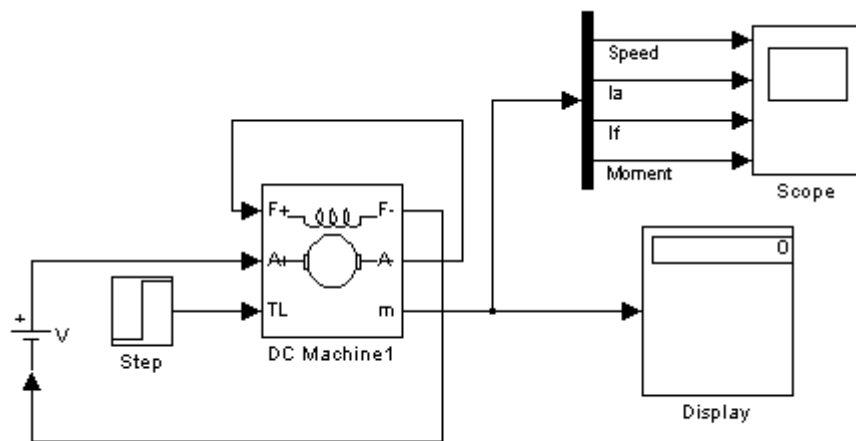 Speed
Ia
If
Moment
Scope
F+ F-
A+ A-
TL m
DC Machine1
+
V
Step
0
Display